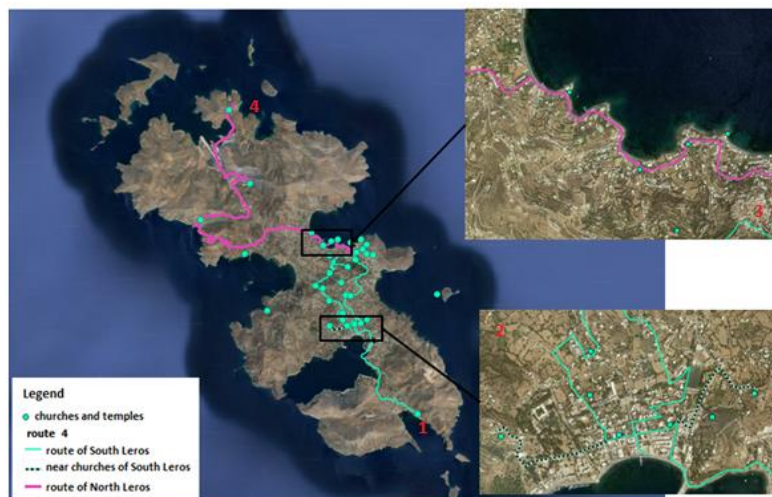 4
3
2
1
Legend
churches and temples
route 4
route of South Leros
near churches of South Leros
route of North Leros